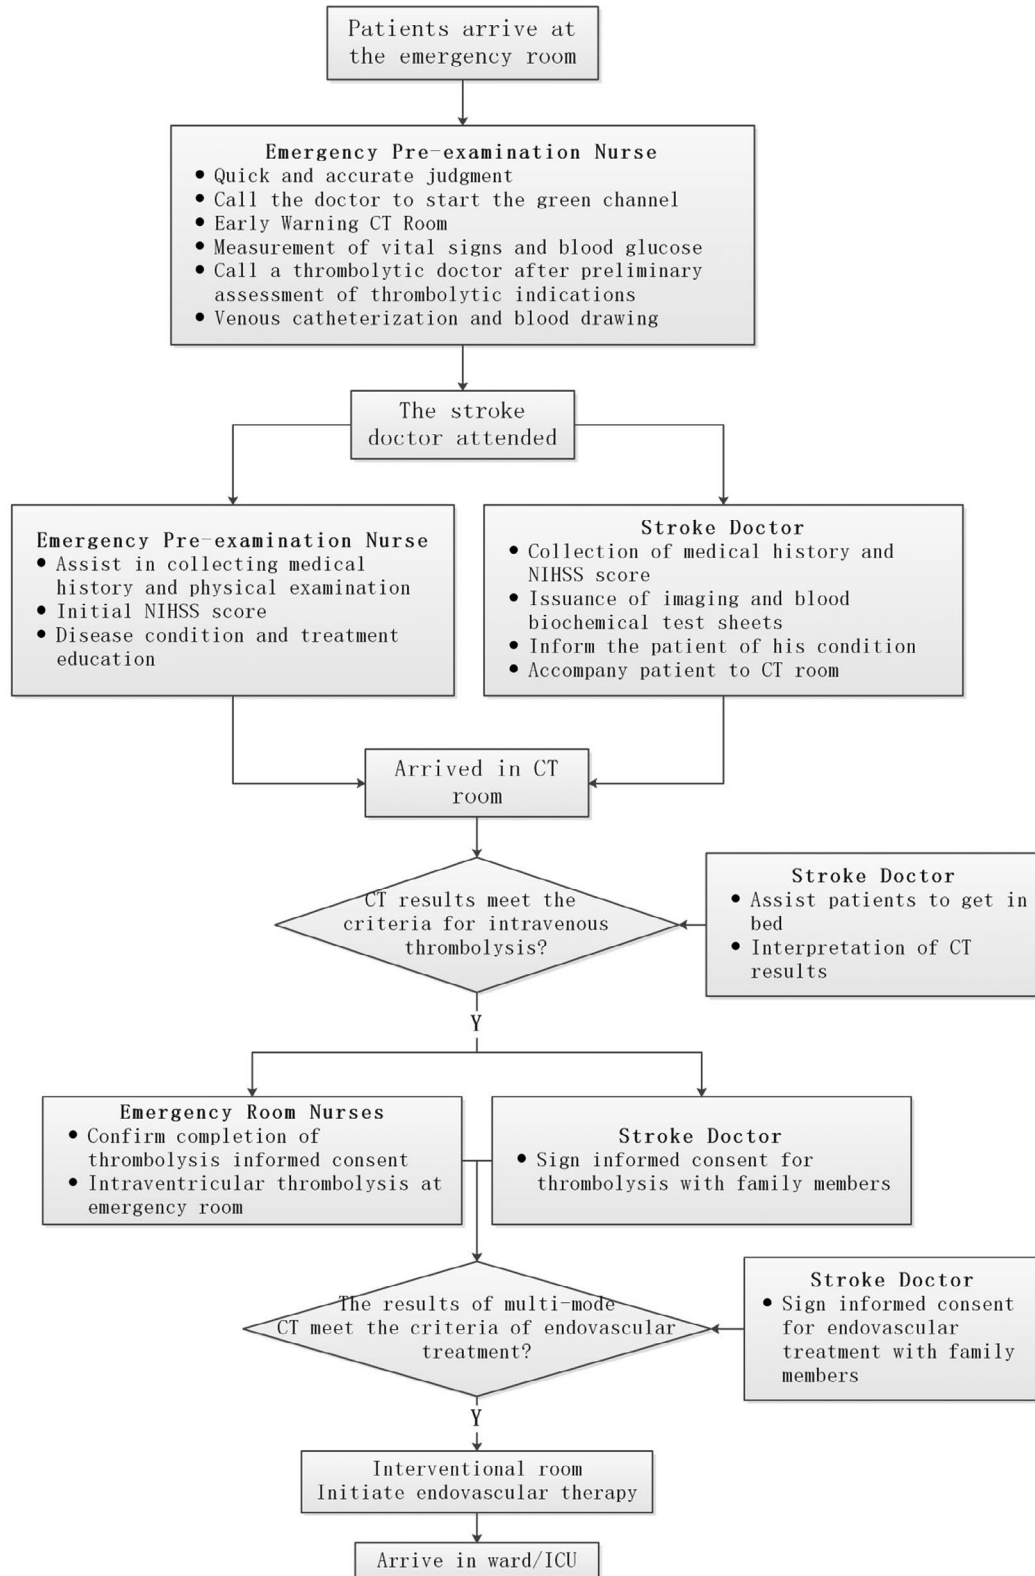 Patients arrive at
the emergency room
Emergency Pre-examination Nurse
● Quick and accurate judgment
● Call the doctor to start the green channel
● Early Warning CT Room
● Measurement of vital signs and blood glucose
● Call a thrombolytic doctor after preliminary
assessment of thrombolytic indications
● Venous catheterization and blood drawing
The stroke
doctor attended
Emergency Pre-examination Nurse
● Assist in collecting medical
history and physical examination
● Initial NIHSS score
● Disease condition and treatment
education
Stroke Doctor
● Collection of medical history and
NIHSS score
● Issuance of imaging and blood
biochemical test sheets
● Inform the patient of his condition
● Accompany patient to CT room
Arrived in CT
room
CT results meet the
criteria for intravenous
thrombolysis?
Stroke Doctor
● Assist patients to get in
bed
● Interpretation of CT
results
Y
Emergency Room Nurses
● Confirm completion of
thrombolysis informed consent
● Intraventricular thrombolysis at
emergency room
Stroke Doctor
● Sign informed consent for
thrombolysis with family members
The results of multi-mode
CT meet the criteria of endovascular
treatment?
Stroke Doctor
● Sign informed consent
for endovascular
treatment with family
members
Y
Interventional room
Initiate endovascular therapy
Arrive in ward/ICU